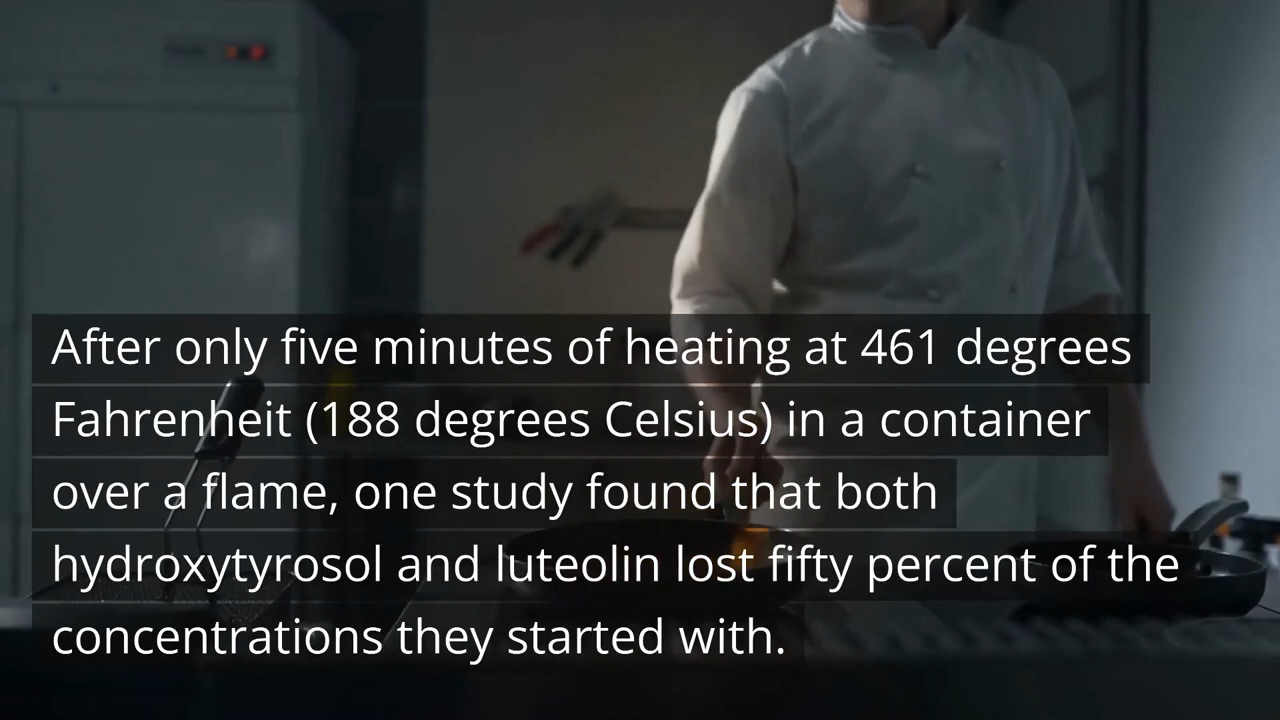 After only five minutes of heating at 461 degrees
Fahrenheit (188 degrees Celsius) in a container
over a flame, one study found that both
hydroxytyrosol and luteolin lost fifty percent of the
concentrations they started with.